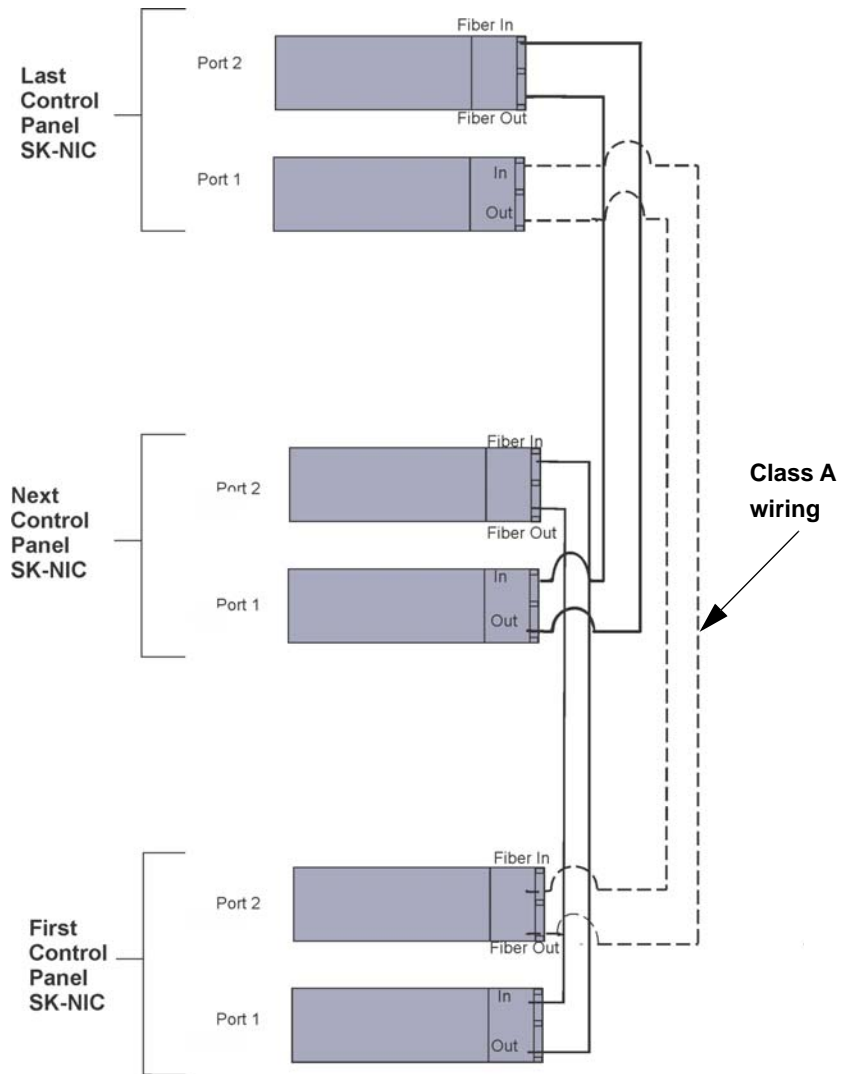 Last
Control
Panel
SK-NIC
Port 2
Fiber In
Fiber Out
Port 1
In
Out
Next
Control
Panel
SK-NIC
Port 2
Fiber In
Fiber Out
Port 1
In
Out
Class A
wiring
First
Control
Panel
SK-NIC
Port 2
Fiber In
Fiber Out
Port 1
In
Out